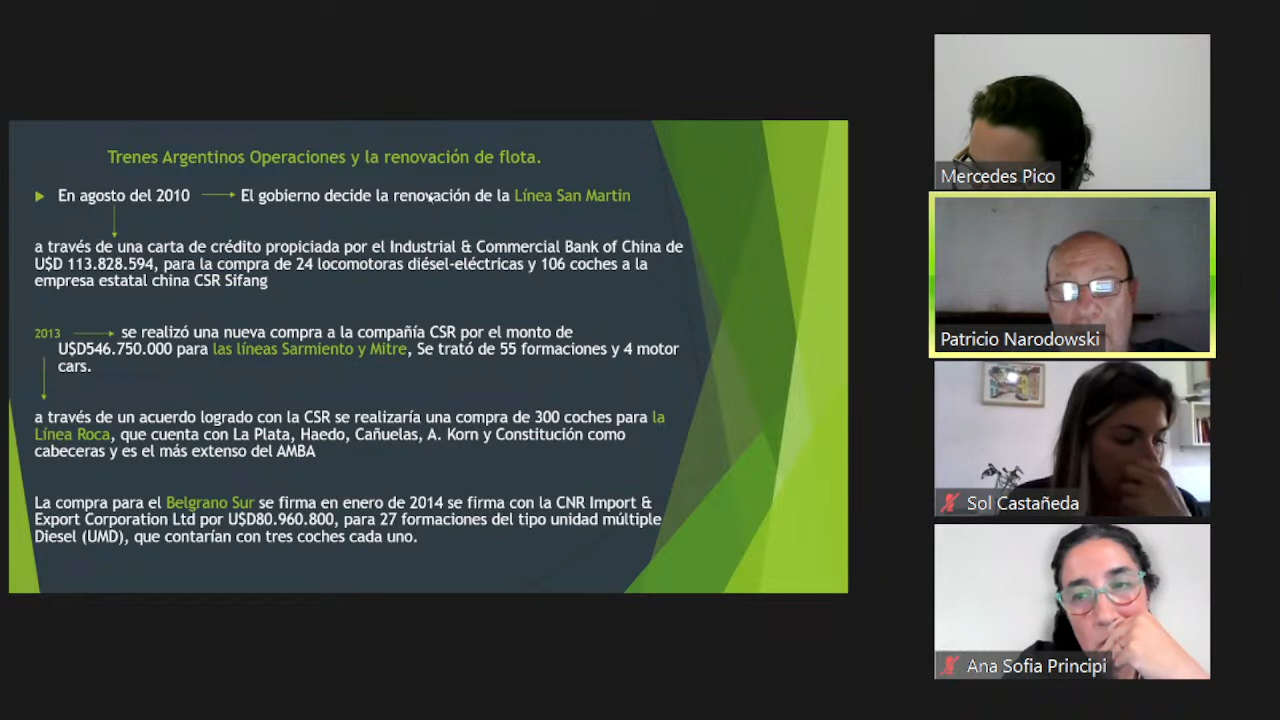 Trenes Argentinos Operaciones y la renovación de flota.
En agosto del 2010 El gobierno decide la renovación de la Línea San Martin
a través de una carta de crédito propiciada por el Industrial & Commercial Bank of China de
U$D 113.828.594, para la compra de 24 locomotoras diésel-eléctricas y 106 coches a la
empresa estatal china CSR Sifang
2013 se realizó una nueva compra a la compañía CSR por el monto de
U$D546.750.000 para las líneas Sarmiento y Mitre, Se trató de 55 formaciones y 4 motor
cars.
a través de un acuerdo logrado con la CSR se realizaría una compra de 300 coches para la
Línea Roca, que cuenta con La Plata, Haedo, Cañuelas, A. Korn y Constitución como
cabeceras y es el más extenso del AMBA
La compra para el Belgrano Sur se firma en enero de 2014 se firma con la CNR Import &
Export Corporation Ltd por U$D80.960.800, para 27 formaciones del tipo unidad múltiple
Diesel (UMD), que contarían con tres coches cada uno.
Mercedes Pico
Patricio Narodowski
Sol Castañeda
Ana Sofia Principi